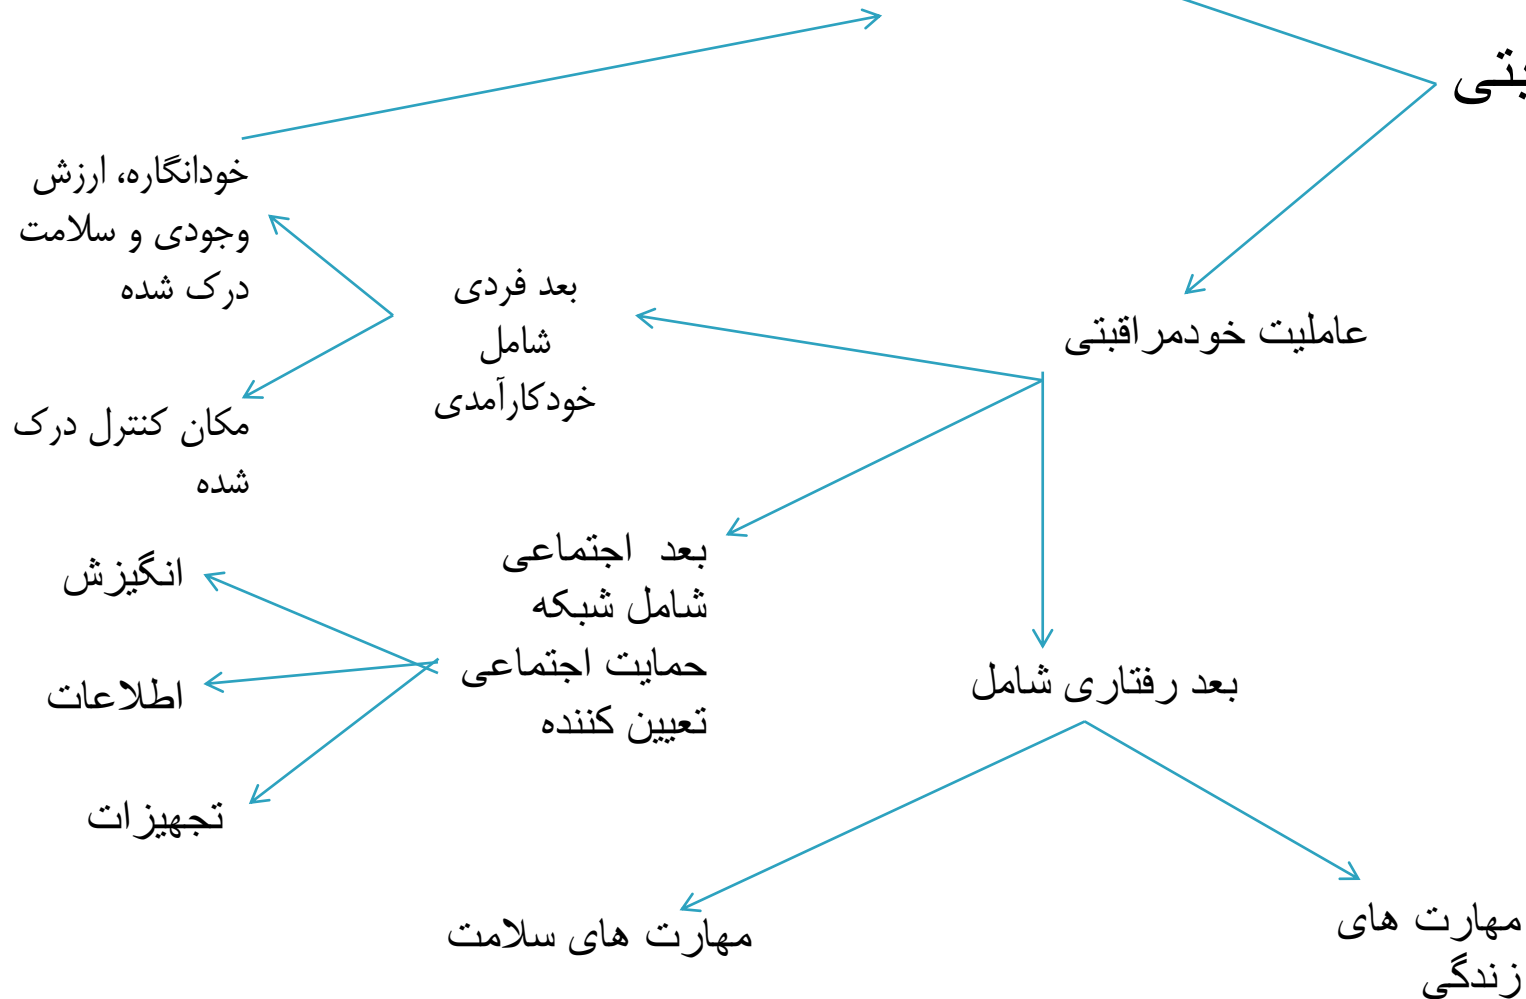 خودانگاره، ارزش
وجودی و سلامت
درک شده
بعد فردی
شامل
خودکارآمدی
عاملیت خودمراقبتی
مکان کنترل درک
شده
بعد اجتماعی
شامل شبکه
حمایت اجتماعی
تعیین کننده
انگیزش
اطلاعات
تجهیزات
بعد رفتاری شامل
مهارت های سلامت
مهارت های
زندگی